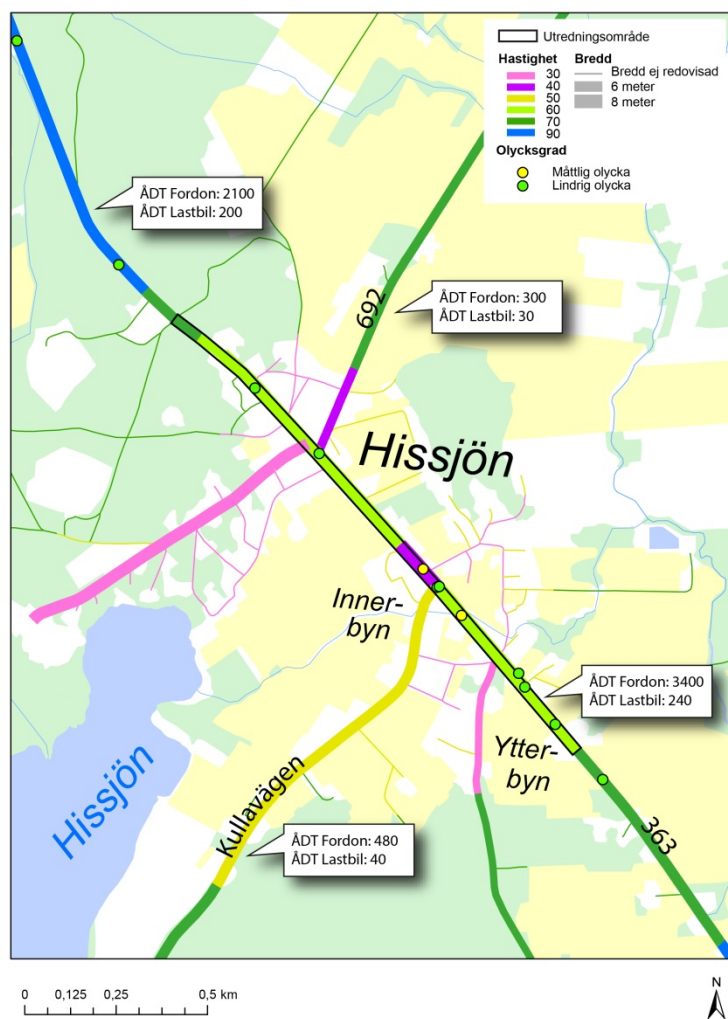 Utredningsområde
Hastighet
30
40
50
60
70
90
Bredd
Bredd ej redovisad
6 meter
8 meter
Olycksgrad
Måttlig olycka
Lindrig olycka
ÅDT Fordon: 2100
ÅDT Lastbil: 200
692
ÅDT Fordon: 300
ÅDT Lastbil: 30
Hissjön
Inner-
byn
ÅDT Fordon: 3400
ÅDT Lastbil: 240
Ytter-
byn
Hissjön
Kullavägen
363
ÅDT Fordon: 480
ÅDT Lastbil: 40
0 0,125 0,25 0,5 km
N